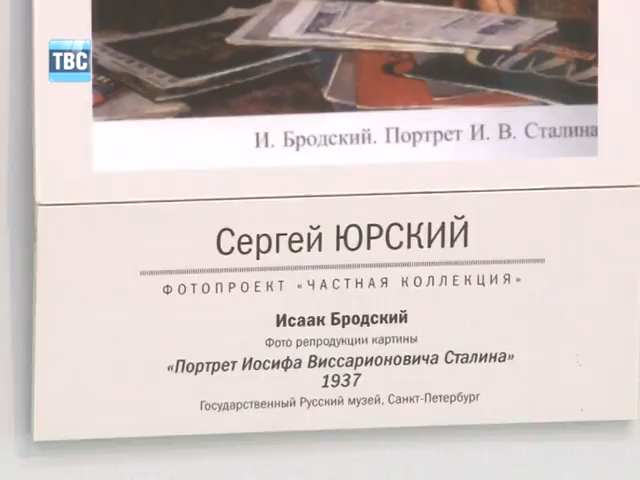 ТВС
И. Бродский. Портрет И. В. Сталина
Сергей ЮРСКИЙ
ФОТОПРОЕКТ «ЧАСТНАЯ КОЛЛЕКЦИЯ»
Исаак Бродский
Фото репродукции картины
«Портрет Иосифа Виссарионовича Сталина»
1937
Государственный Русский музей, Санкт-Петербург